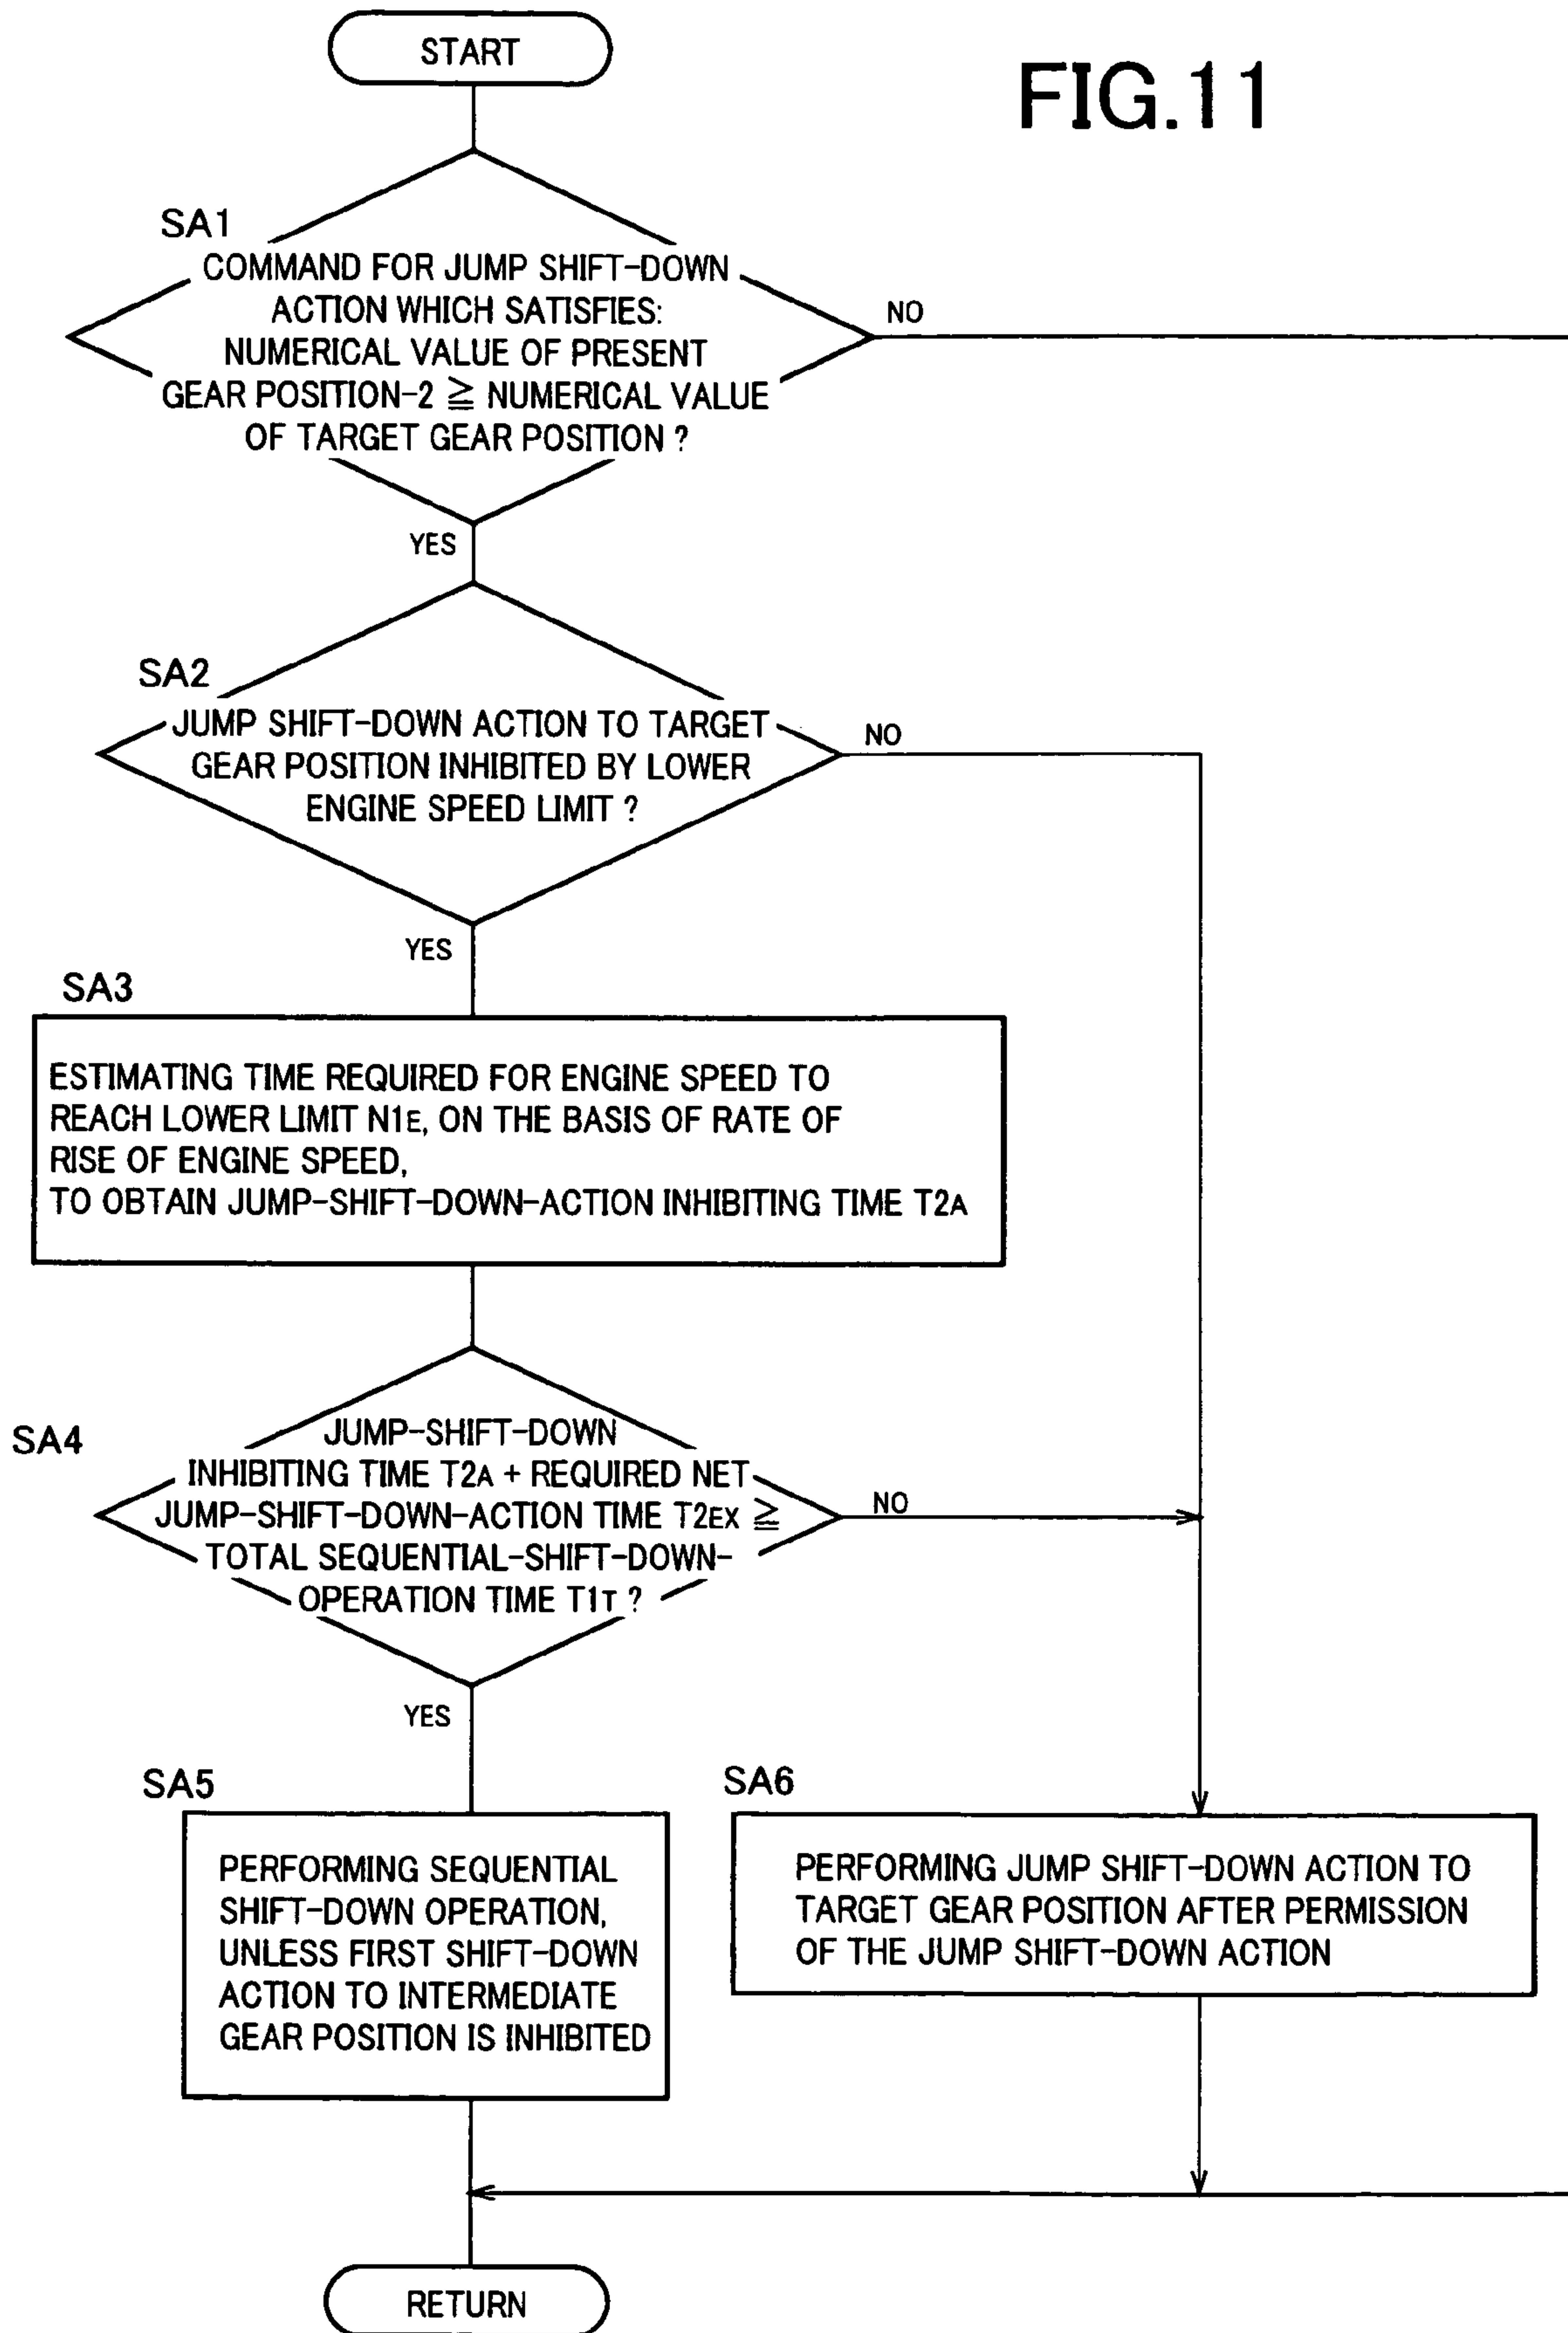 START
FIG.11
SA1
COMMAND FOR JUMP SHIFT-DOWN
ACTION WHICH SATISFIES:
NUMERICAL VALUE OF PRESENT
GEAR POSITION-2 ≧ NUMERICAL VALUE
OF TARGET GEAR POSITION ?
NO
YES
SA2
JUMP SHIFT-DOWN ACTION TO TARGET
GEAR POSITION INHIBITED BY LOWER
ENGINE SPEED LIMIT ?
NO
YES
SA3
ESTIMATING TIME REQUIRED FOR ENGINE SPEED TO
REACH LOWER LIMIT N1E, ON THE BASIS OF RATE OF
RISE OF ENGINE SPEED,
TO OBTAIN JUMP-SHIFT-DOWN-ACTION INHIBITING TIME T2A
SA4
JUMP-SHIFT-DOWN
INHIBITING TIME T2A + REQUIRED NET
JUMP-SHIFT-DOWN-ACTION TIME T2EX ≧
TOTAL SEQUENTIAL-SHIFT-DOWN-
OPERATION TIME T1T ?
NO
YES
SA5
PERFORMING SEQUENTIAL
SHIFT-DOWN OPERATION,
UNLESS FIRST SHIFT-DOWN
ACTION TO INTERMEDIATE
GEAR POSITION IS INHIBITED
SA6
PERFORMING JUMP SHIFT-DOWN ACTION TO
TARGET GEAR POSITION AFTER PERMISSION
OF THE JUMP SHIFT-DOWN ACTION
RETURN